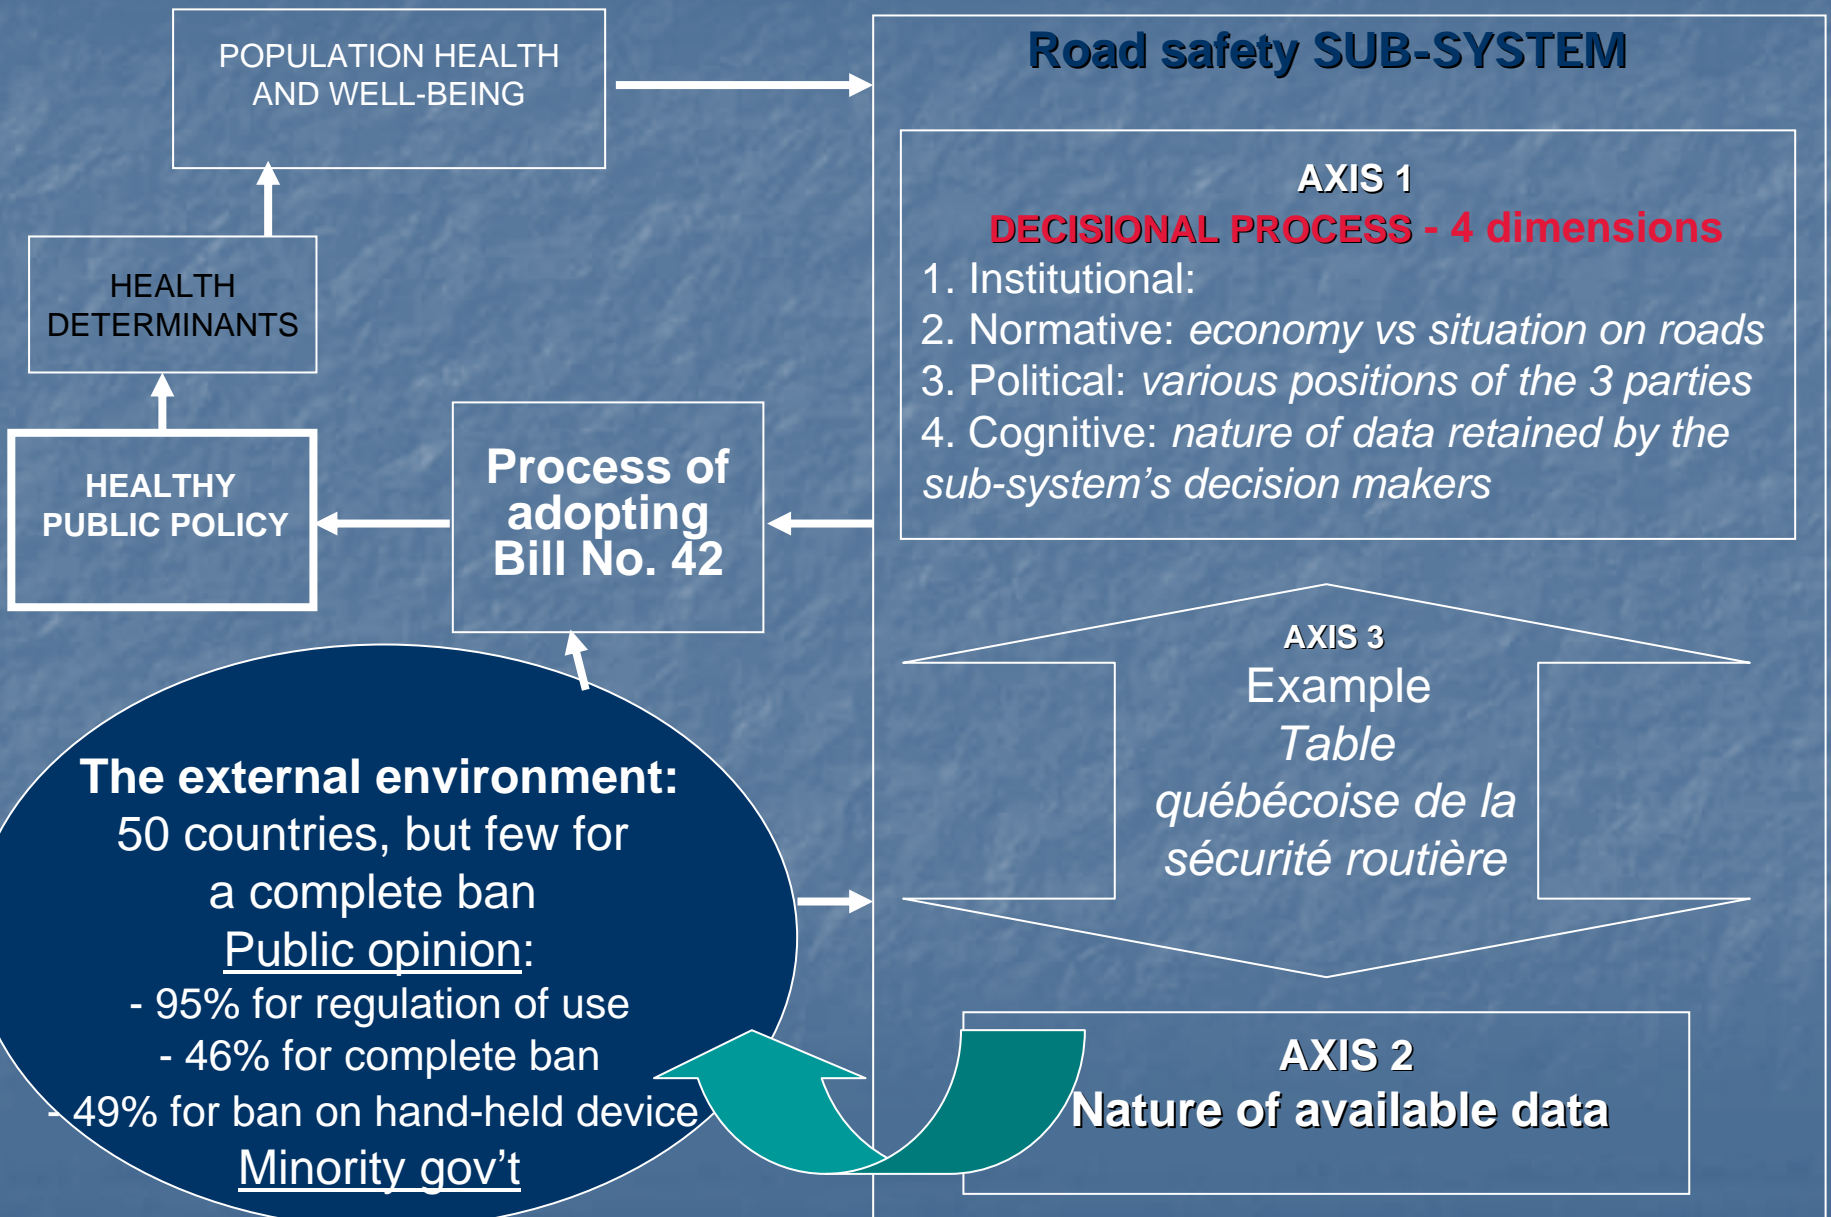 POPULATION HEALTH
AND WELL-BEING
HEALTH
DETERMINANTS
HEALTHY
PUBLIC POLICY
Process of
adopting
Bill No. 42
The external environment:
50 countries, but few for
a complete ban
Public opinion:
- 95% for regulation of use
- 46% for complete ban
- 49% for ban on hand-held device
Minority gov't
Road safety SUB-SYSTEM
AXIS 1
DECISIONAL PROCESS - 4 dimensions
1. Institutional:
2. Normative: economy vs situation on roads
3. Political: various positions of the 3 parties
4. Cognitive: nature of data retained by the
sub-system's decision makers
AXIS 3
Example
Table
québécoise de la
sécurité routière
AXIS 2
Nature of available data